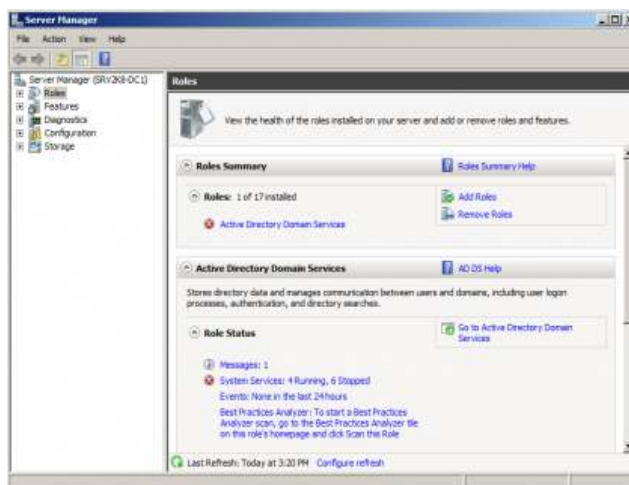 Server Manager
File Action View Help
Server Manager (SRV2K8-DC1)
Roles
Features
Diagnostics
Configuration
Storage
Roles
View the health of the roles installed on your server and add or remove roles and features.
Roles Summary
Roles Summary Help
Roles: 1 of 17 installed
Add Roles
Remove Roles
Active Directory Domain Services
Active Directory Domain Services
AD DS Help
Stores directory data and manages communication between users and domains, including user logon
processes, authentication, and directory searches.
Role Status
Go to Active Directory Domain
Services
Messages: 1
System Services: 4 Running, 6 Stopped
Events: None in the last 24 hours
Best Practices Analyzer: To start a Best Practices
Analyzer scan, go to the Best Practices Analyzer tile
on this role's homepage and click Scan this Role
Last Refresh: Today at 3:20 PM Configure refresh